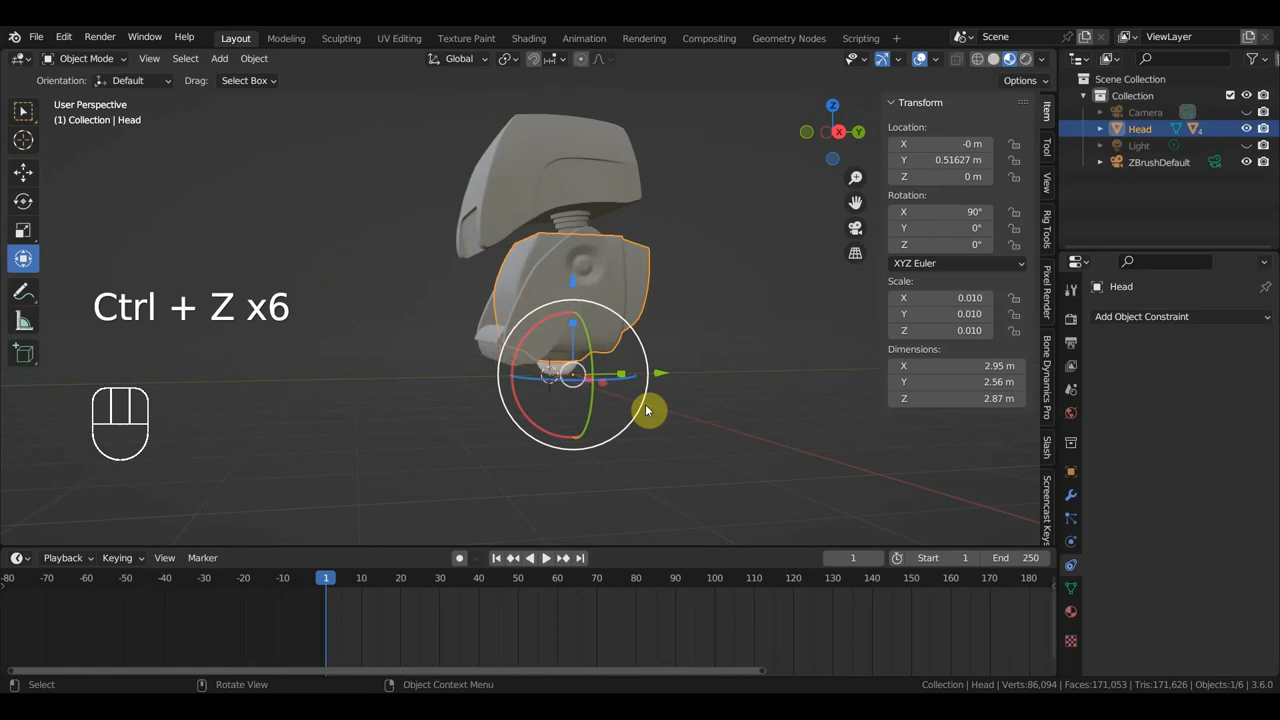 File Edit Render Window Help Layout Modeling Sculpting UV Editing Texture Paint Shading Animation Rendering Compositing Geometry Nodes Scripting + Scene ViewLayer
Object Mode View Select Add Object Global Options
Orientation: Default Drag: Select Box Options
User Perspective
(1) Collection | Head
Ctrl + Z x6
Z
X
Y
Transform
Location:
X -0 m
Y 0.51627 m
Z 0 m
Rotation:
X 90°
Y 0°
Z 0°
XYZ Euler
Scale:
X 0.010
Y 0.010
Z 0.010
Dimensions:
X 2.95 m
Y 2.56 m
Z 2.87 m
Item
Tool
View
Rig Tools
Pixel Render
Bone Dynamics Pro
Slash
Screencast Keys
Scene Collection
Collection
Camera
Head 4
Light
ZBrushDefault
Head
Add Object Constraint
Playback Keying View Marker 1 Start 1 End 250
-80 -70 -60 -50 -40 -30 -20 -10 1 10 20 30 40 50 60 70 80 90 100 110 120 130 140 150 160 170 180
Select Rotate View Object Context Menu Collection | Head | Verts:86,094 | Faces:171,053 | Tris:171,626 | Objects:1/6 | 3.6.0